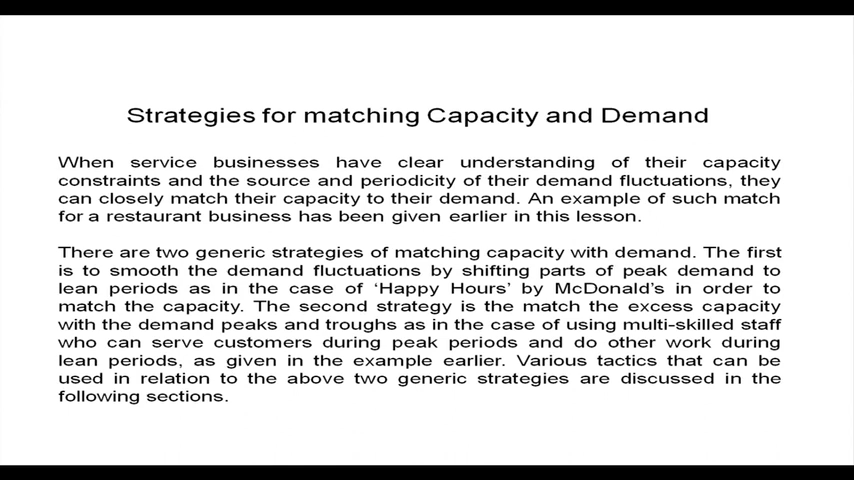 Strategies for matching Capacity and Demand
When service businesses have clear understanding of their capacity
constraints and the source and periodicity of their demand fluctuations, they
can closely match their capacity to their demand. An example of such match
for a restaurant business has been given earlier in this lesson.
There are two generic strategies of matching capacity with demand. The first
is to smooth the demand fluctuations by shifting parts of peak demand to
lean periods as in the case of ‘Happy Hours’ by McDonald’s in order to
match the capacity. The second strategy is the match the excess capacity
with the demand peaks and troughs as in the case of using multi-skilled staff
who can serve customers during peak periods and do other work during
lean periods, as given in the example earlier. Various tactics that can be
used in relation to the above two generic strategies are discussed in the
following sections.